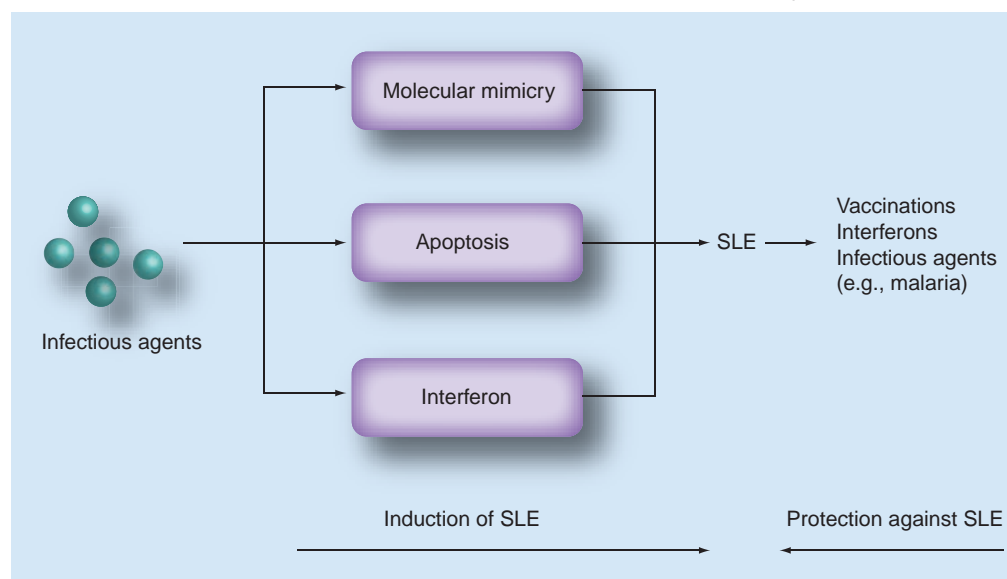 Molecular mimicry
Apoptosis
Interferon
Infectious agents
SLE
Vaccinations
Interferons
Infectious agents
(e.g., malaria)
Induction of SLE
Protection against SLE